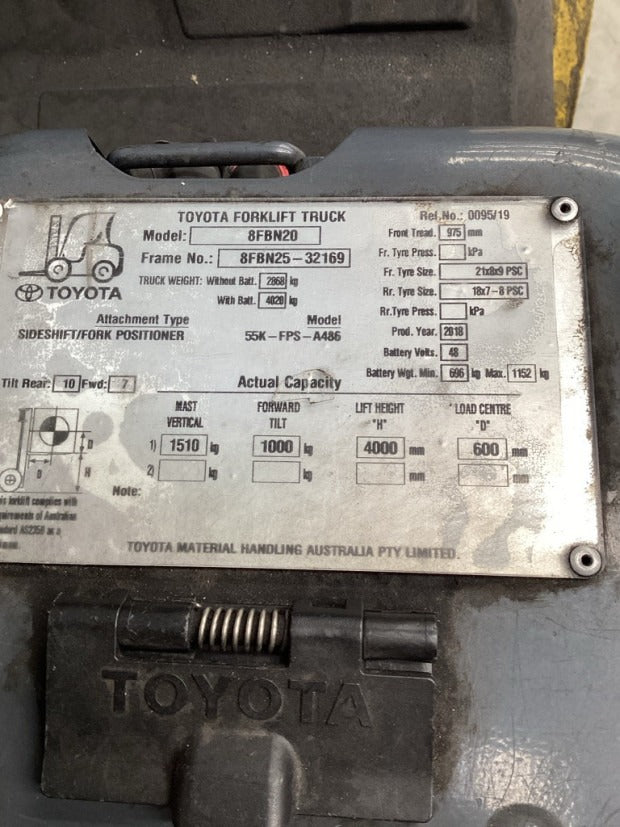 TOYOTA FORKLIFT TRUCK
Rel.No.: 0095/19
Model: 8FBN20
Front Tread. 975 mm
Frame No.: 8FBN25-32169
Fr. Tyre Press. kPa
TRUCK WEIGHT: Without Batt. 2868 kg
Fr. Tyre Size. 21x8x9 PSC
TOYOTA
With Batt. 4020 kg
Rr. Tyre Size. 18x7-8 PSC
Rr.Tyre Press. kPa
Attachment Type
Model
SIDESHIFT/FORK POSITIONER
55K-FPS-A486
Prod. Year. 2018
Battery Volts. 48
Battery Wgt. Min. 696 kg Max. 1152 kg
Tilt Rear: 10 Fwd: 7
Actual Capacity
MAST VERTICAL
FORWARD TILT
LIFT HEIGHT "H"
LOAD CENTRE "D"
1) 1510 kg 1000 kg 4000 mm 600 mm
2) kg kg mm mm
D
D
H
Note:
forklift complies with
of Australian
AS2359 as a
TOYOTA MATERIAL HANDLING AUSTRALIA PTY LIMITED.
TOYOTA